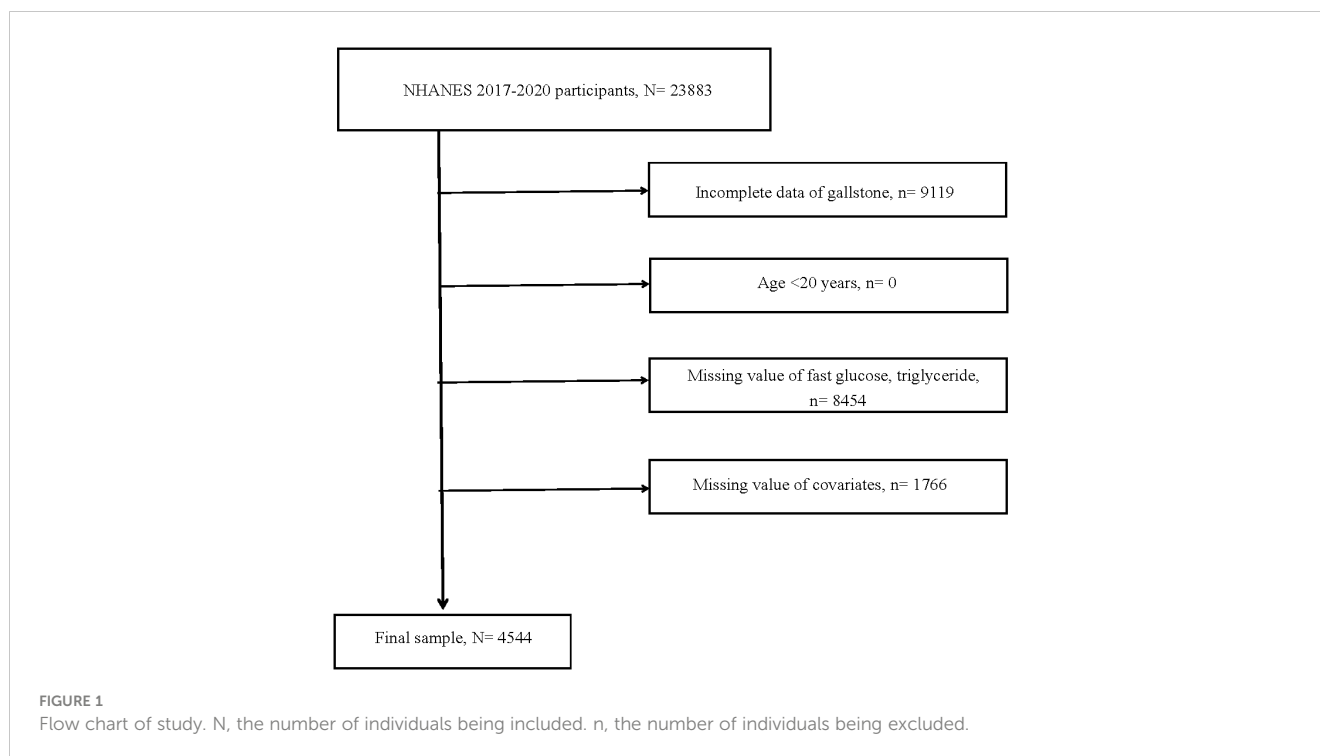 NHANES 2017-2020 participants, N= 23883
Incomplete data of gallstone, n= 9119
Age <20 years, n= 0
Missing value of fast glucose, triglyceride,
n= 8454
Missing value of covariates, n= 1766
Final sample, N= 4544
FIGURE 1
Flow chart of study. N, the number of individuals being included. n, the number of individuals being excluded.